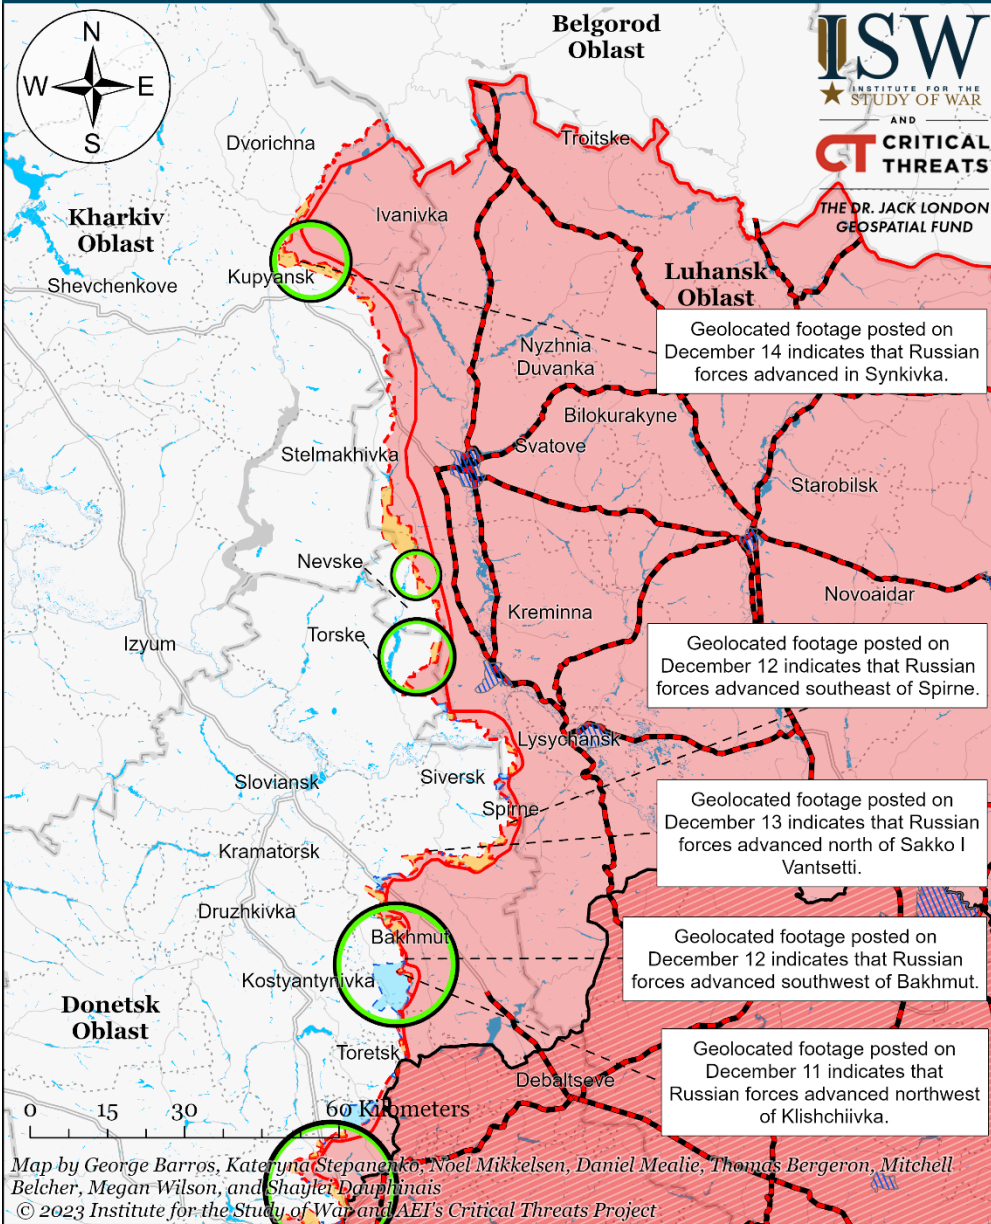 Belgorod
Oblast
N
W
E
S
ISW
INSTITUTE FOR THE
STUDY OF WAR
AND
CT CRITICAL
THREATS
THE DR. JACK LONDON
GEOSPATIAL FUND
Dvorichna
Troitske
Kharkiv
Oblast
Ivanivka
Kupyansk
Shevchenkove
Luhansk
Oblast
Geolocated footage posted on
December 14 indicates that Russian
forces advanced in Synkivka.
Nyzhnia
Duvanka
Bilokurakyne
Stelmakhivka
Svatove
Starobilsk
Nevske
Novoaidar
Kreminna
Torske
Izyum
Geolocated footage posted on
December 12 indicates that Russian
forces advanced southeast of Spirne.
Lysychansk
Siversk
Sloviansk
Spirne
Geolocated footage posted on
December 13 indicates that Russian
forces advanced north of Sakko I
Vantsetti.
Kramatorsk
Druzhkivka
Bakhmut
Geolocated footage posted on
December 12 indicates that Russian
forces advanced southwest of Bakhmut.
Kostyantynivka
Donetsk
Oblast
Toretsk
Debaltseve
Geolocated footage posted on
December 11 indicates that
Russian forces advanced northwest
of Klishchiivka.
0 15 30 60 Kilometers
Map by George Barros, Kateryna Stepanenko, Noel Mikkelsen, Daniel Mealie, Thomas Bergeron, Mitchell
Belcher, Megan Wilson, and Shaylei Dauphinais
© 2023 Institute for the Study of War and AEI's Critical Threats Project